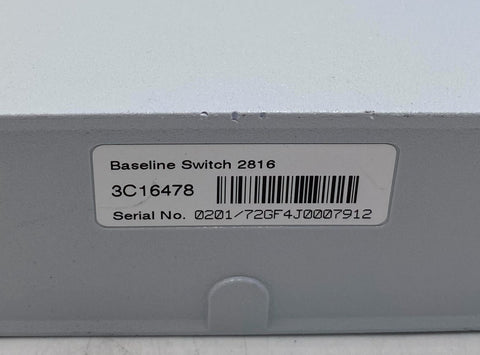 Baseline Switch 2816
3C16478
Serial No. 0201/72GF4J0007912